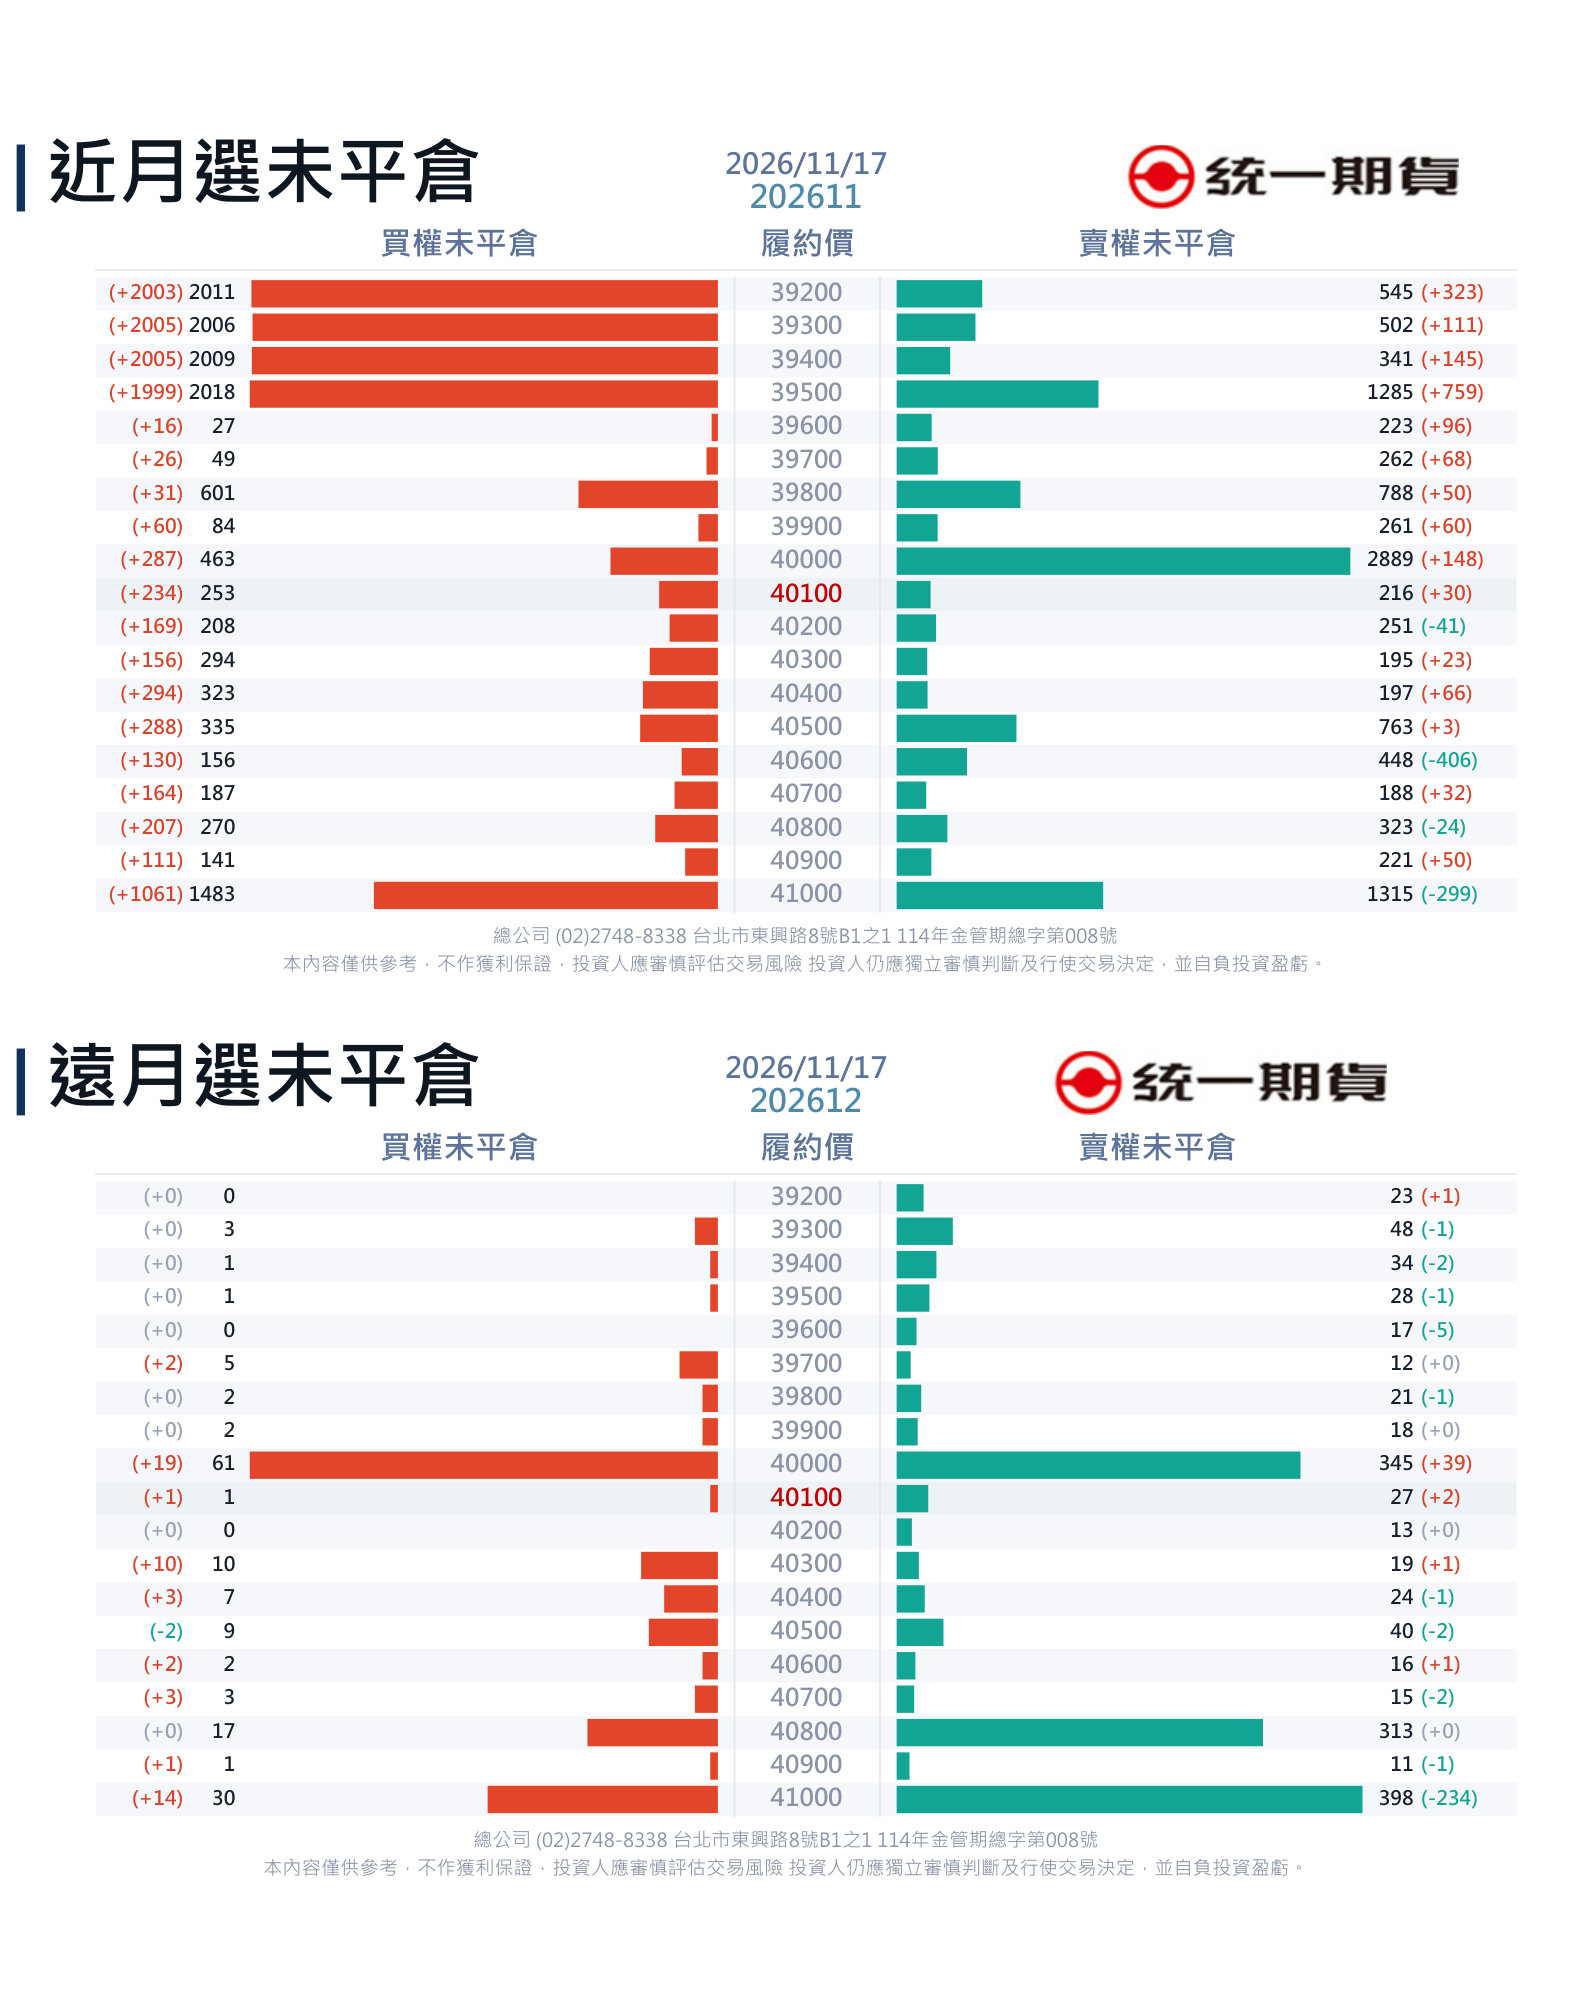 近月選未平倉
2026/11/17
202611
統一期貨
買權未平倉 履約價 賣權未平倉
(+2003) 2011 39200 545 (+323)
(+2005) 2006 39300 502 (+111)
(+2005) 2009 39400 341 (+145)
(+1999) 2018 39500 1285 (+759)
(+16) 27 39600 223 (+96)
(+26) 49 39700 262 (+68)
(+31) 601 39800 788 (+50)
(+60) 84 39900 261 (+60)
(+287) 463 40000 2889 (+148)
(+234) 253 40100 216 (+30)
(+169) 208 40200 251 (-41)
(+156) 294 40300 195 (+23)
(+294) 323 40400 197 (+66)
(+288) 335 40500 763 (+3)
(+130) 156 40600 448 (-406)
(+164) 187 40700 188 (+32)
(+207) 270 40800 323 (-24)
(+111) 141 40900 221 (+50)
(+1061) 1483 41000 1315 (-299)
總公司 (02)2748-8338 台北市東興路8號B1之1 114年金管期總字第008號
本內容僅供參考，不作獲利保證，投資人應審慎評估交易風險 投資人仍應獨立審慎判斷及行使交易決定，並自負投資盈虧。
遠月選未平倉
2026/11/17
202612
統一期貨
買權未平倉 履約價 賣權未平倉
(+0) 0 39200 23 (+1)
(+0) 3 39300 48 (-1)
(+0) 1 39400 34 (-2)
(+0) 1 39500 28 (-1)
(+0) 0 39600 17 (-5)
(+2) 5 39700 12 (+0)
(+0) 2 39800 21 (-1)
(+0) 2 39900 18 (+0)
(+19) 61 40000 345 (+39)
(+1) 1 40100 27 (+2)
(+0) 0 40200 13 (+0)
(+10) 10 40300 19 (+1)
(+3) 7 40400 24 (-1)
(-2) 9 40500 40 (-2)
(+2) 2 40600 16 (+1)
(+3) 3 40700 15 (-2)
(+0) 17 40800 313 (+0)
(+1) 1 40900 11 (-1)
(+14) 30 41000 398 (-234)
總公司 (02)2748-8338 台北市東興路8號B1之1 114年金管期總字第008號
本內容僅供參考，不作獲利保證，投資人應審慎評估交易風險 投資人仍應獨立審慎判斷及行使交易決定，並自負投資盈虧。